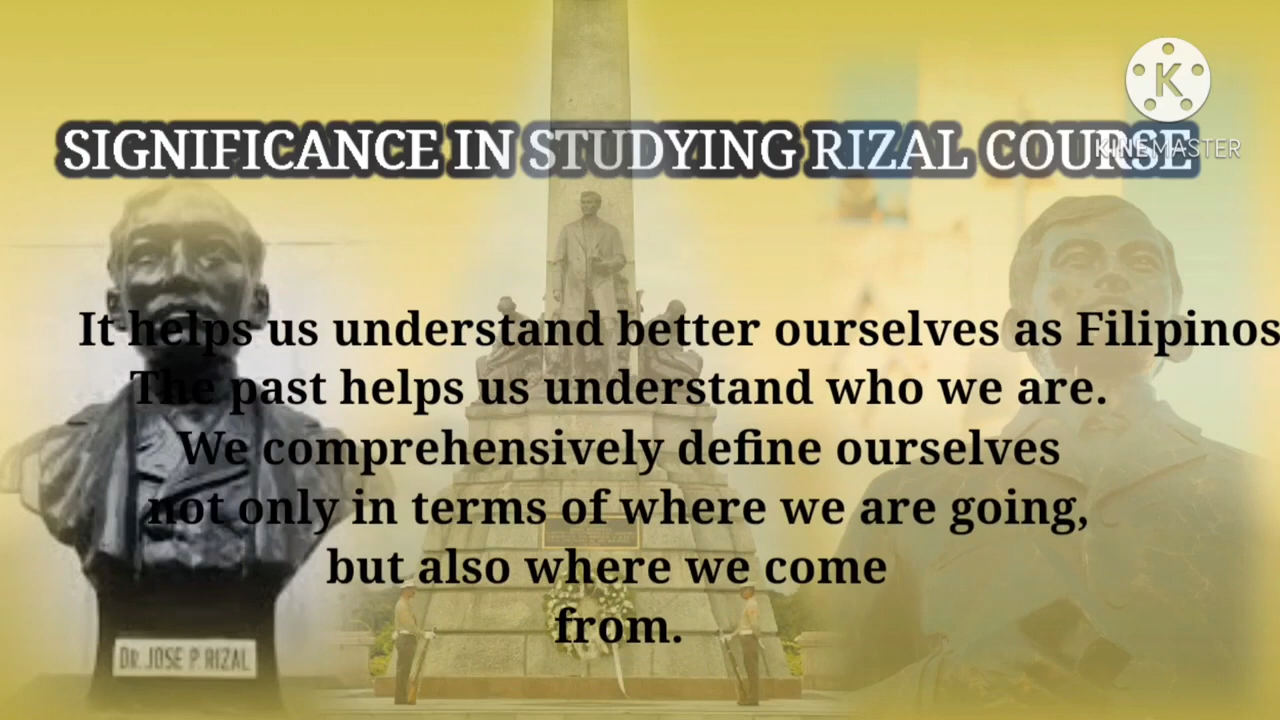 K
KINEMASTER
SIGNIFICANCE IN STUDYING RIZAL COURSE
It helps us understand better ourselves as Filipinos
The past helps us understand who we are.
We comprehensively define ourselves
not only in terms of where we are going,
but also where we come
from.
DR. JOSE P. RIZAL